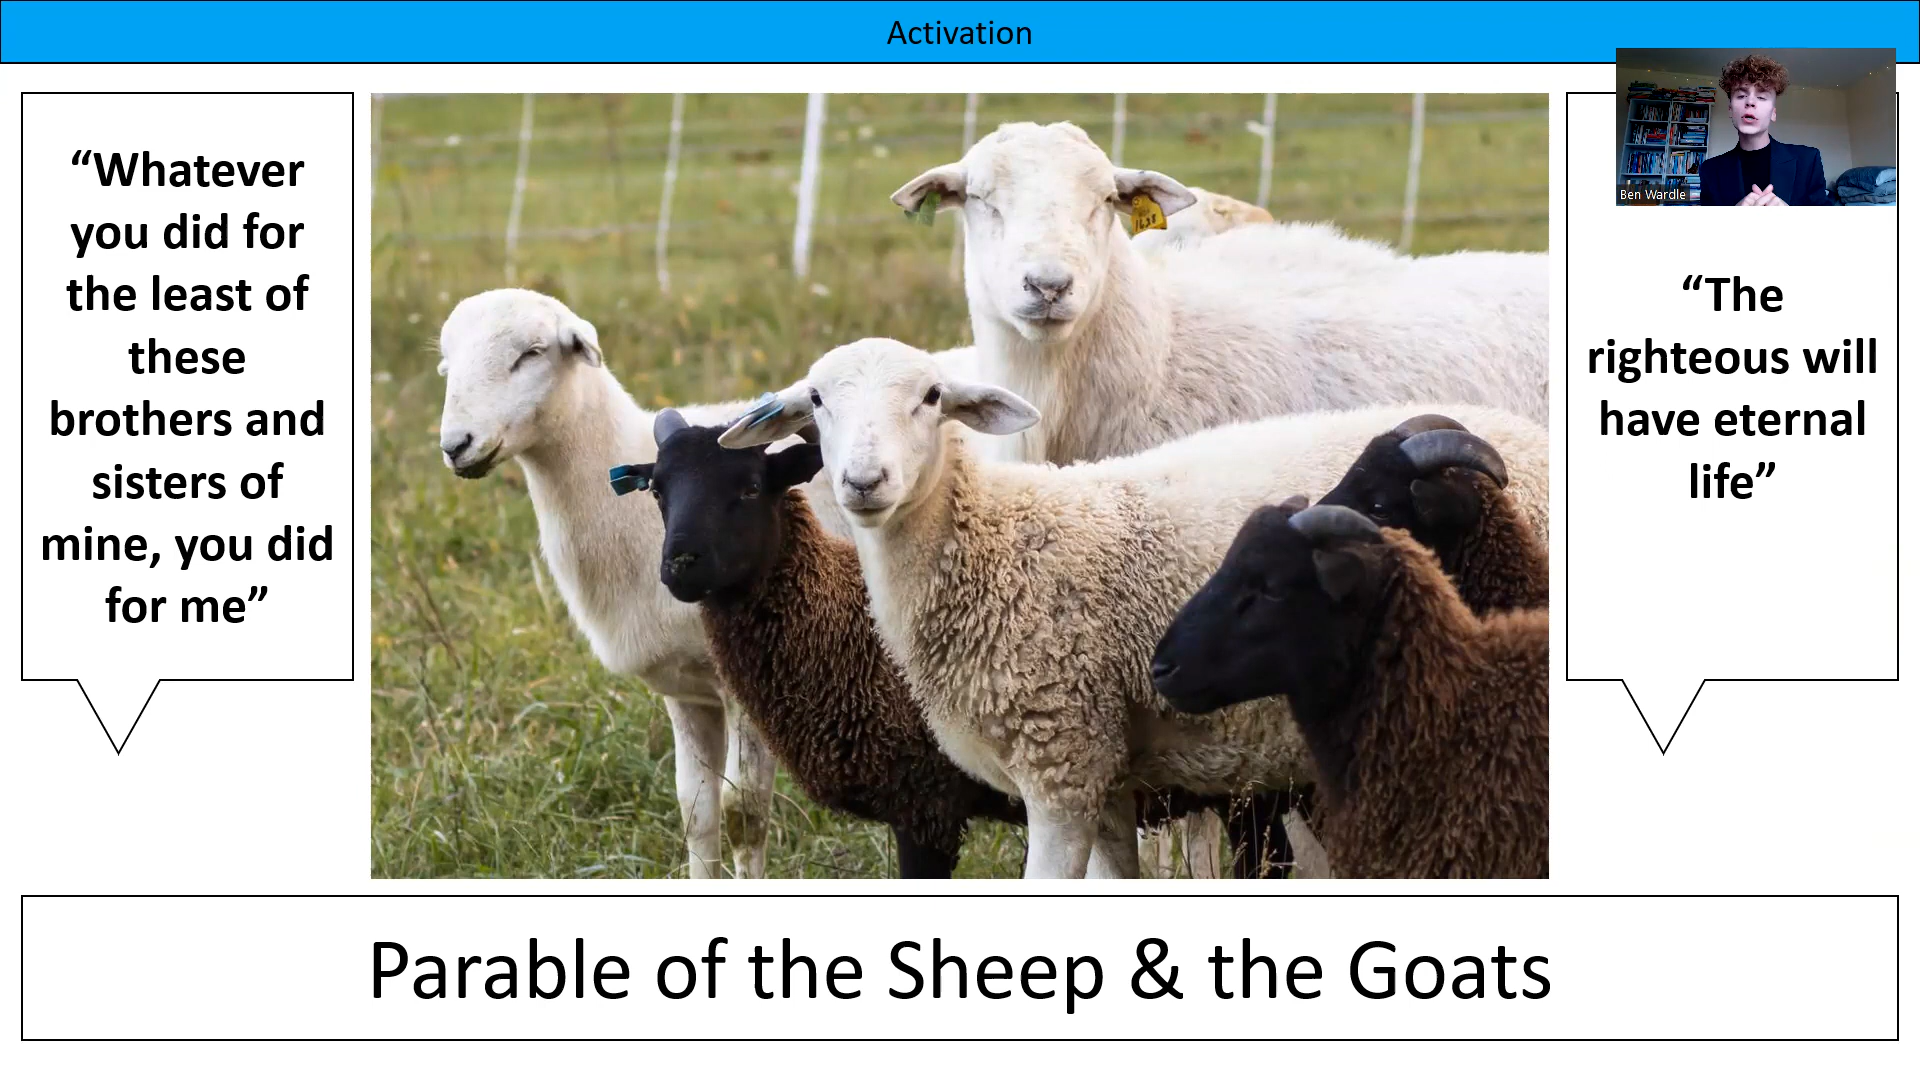 Activation
“Whatever
you did for
the least of
these
brothers and
sisters of
mine, you did
for me”
Ben Wardle
“The
righteous will
have eternal
life”
Parable of the Sheep & the Goats